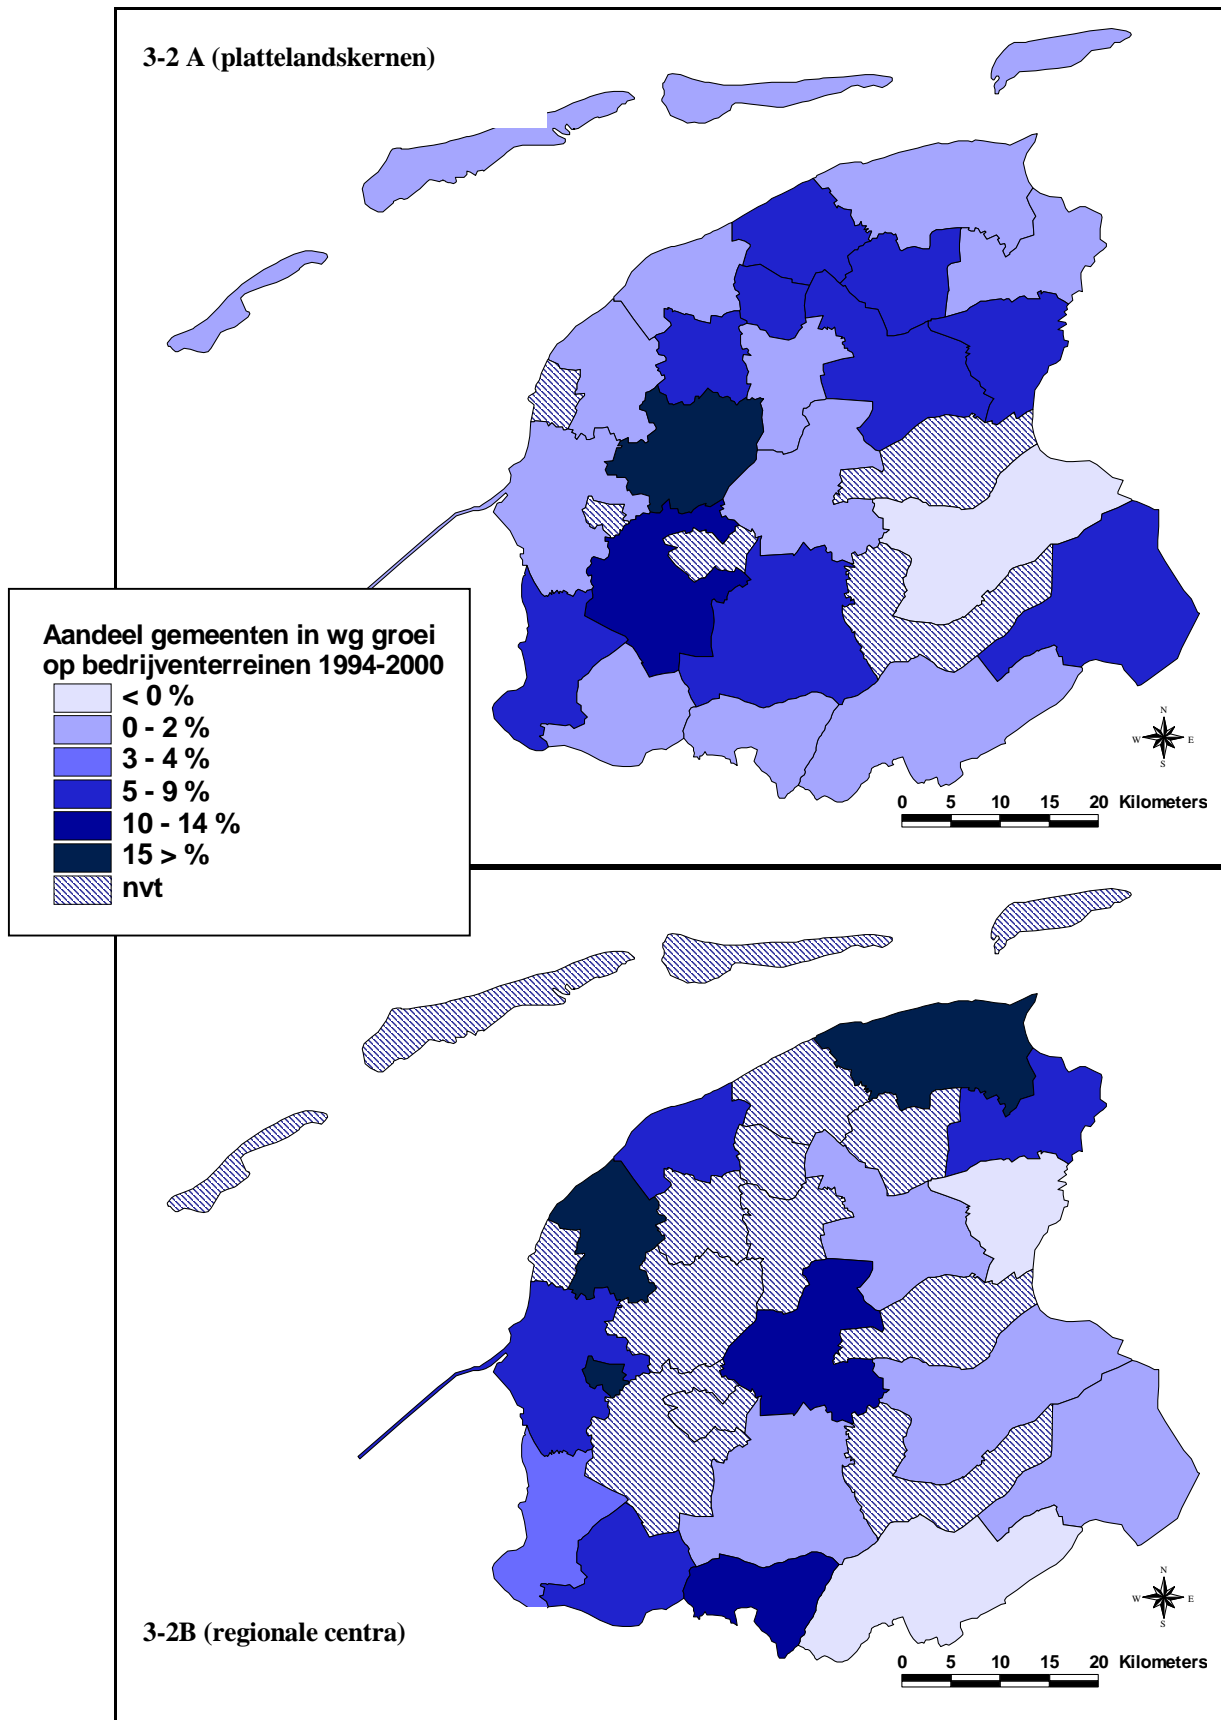 3-2 A (plattelandskernen)
Aandeel gemeenten in wg groei
op bedrijventerreinen 1994-2000
< 0 %
0 - 2 %
3 - 4 %
5 - 9 %
10 - 14 %
15 > %
nvt
N
W E
S
0 5 10 15 20 Kilometers
3-2B (regionale centra)
N
W E
S
0 5 10 15 20 Kilometers